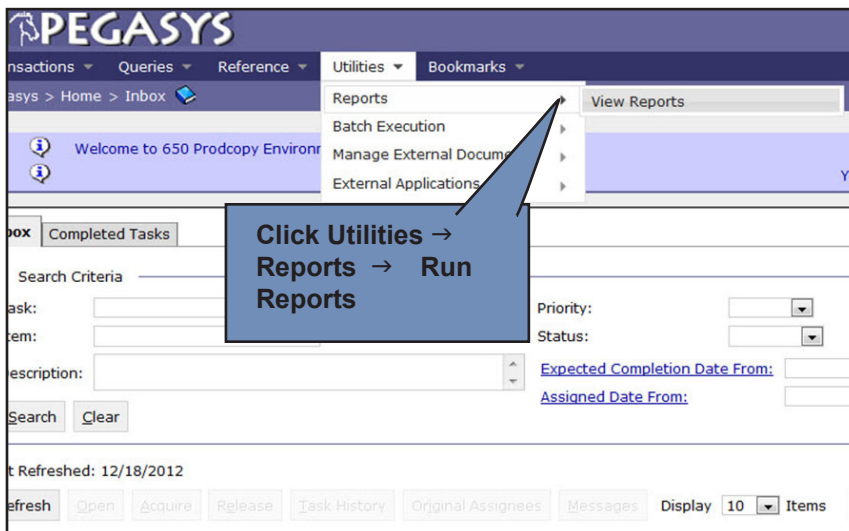 PEGASYS
nsactions Queries Reference Utilities Bookmarks
asys > Home > Inbox
Reports View Reports
Batch Execution
Manage External Docume
External Applications
Welcome to 650 Prodcopy Environr
Y
Click Utilities →
Reports → Run
Reports
box Completed Tasks
Search Criteria
ask: Priority:
tem: Status:
escription: Expected Completion Date From:
Assigned Date From:
Search Clear
t Refreshed: 12/18/2012
efresh Open Acquire Release Task History Original Assignees Messages Display 10 Items